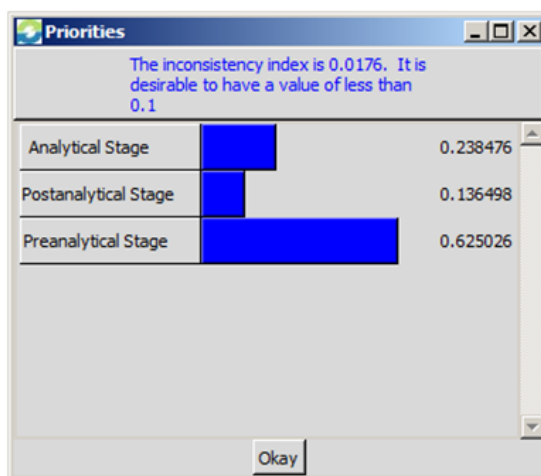 Priorities
The inconsistency index is 0.0176. It is
desirable to have a value of less than
0.1
Analytical Stage 0.238476
Postanalytical Stage 0.136498
Preanalytical Stage 0.625026
Okay